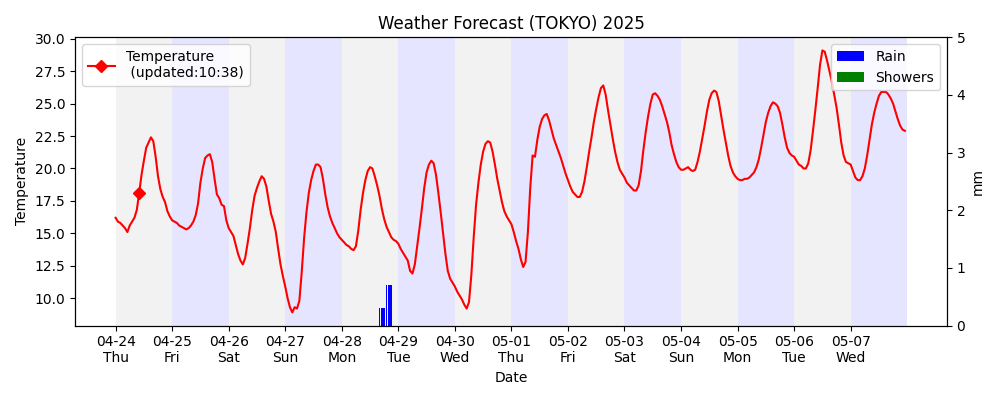 Weather Forecast (TOKYO) 2025
Temperature
(updated:10:38)
Rain
Showers
Temperature
30.0
27.5
25.0
22.5
20.0
17.5
15.0
12.5
10.0
5
4
3
2
1
0
mm
04-24 04-25 04-26 04-27 04-28 04-29 04-30 05-01 05-02 05-03 05-04 05-05 05-06 05-07
Thu Fri Sat Sun Mon Tue Wed Thu Fri Sat Sun Mon Tue Wed
Date